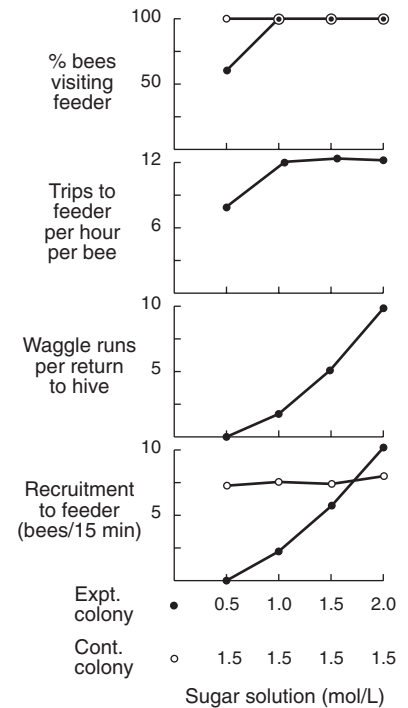 100
% bees
visiting
feeder
50
12
Trips to
feeder
per hour
per bee
6
10
Waggle runs
per return
to hive
5
10
Recruitment
to feeder
(bees/15 min)
5
Expt.
colony
0.5 1.0 1.5 2.0
Cont.
colony
1.5 1.5 1.5 1.5
Sugar solution (mol/L)